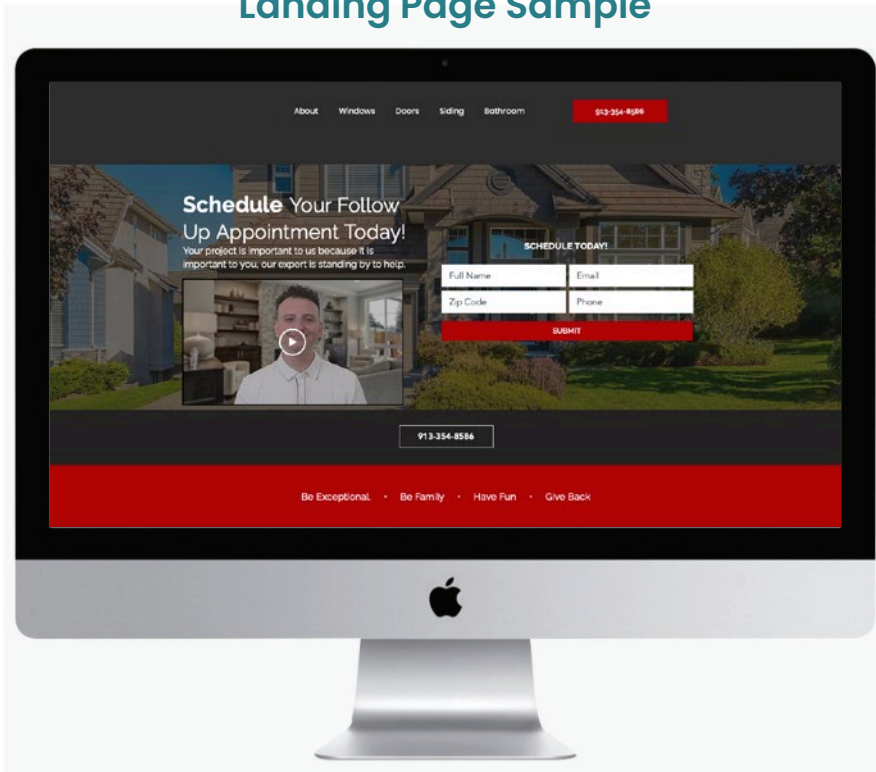 Landing Page Sample
About Windows Doors Siding Bathroom 913-354-8586
Schedule Your Follow
Up Appointment Today!
Your project is important to us because it is
important to you, our expert is standing by to help.
SCHEDULE TODAY!
Full Name Email
Zip Code Phone
SUBMIT
913-354-8586
Be Exceptional • Be Family • Have Fun • Give Back